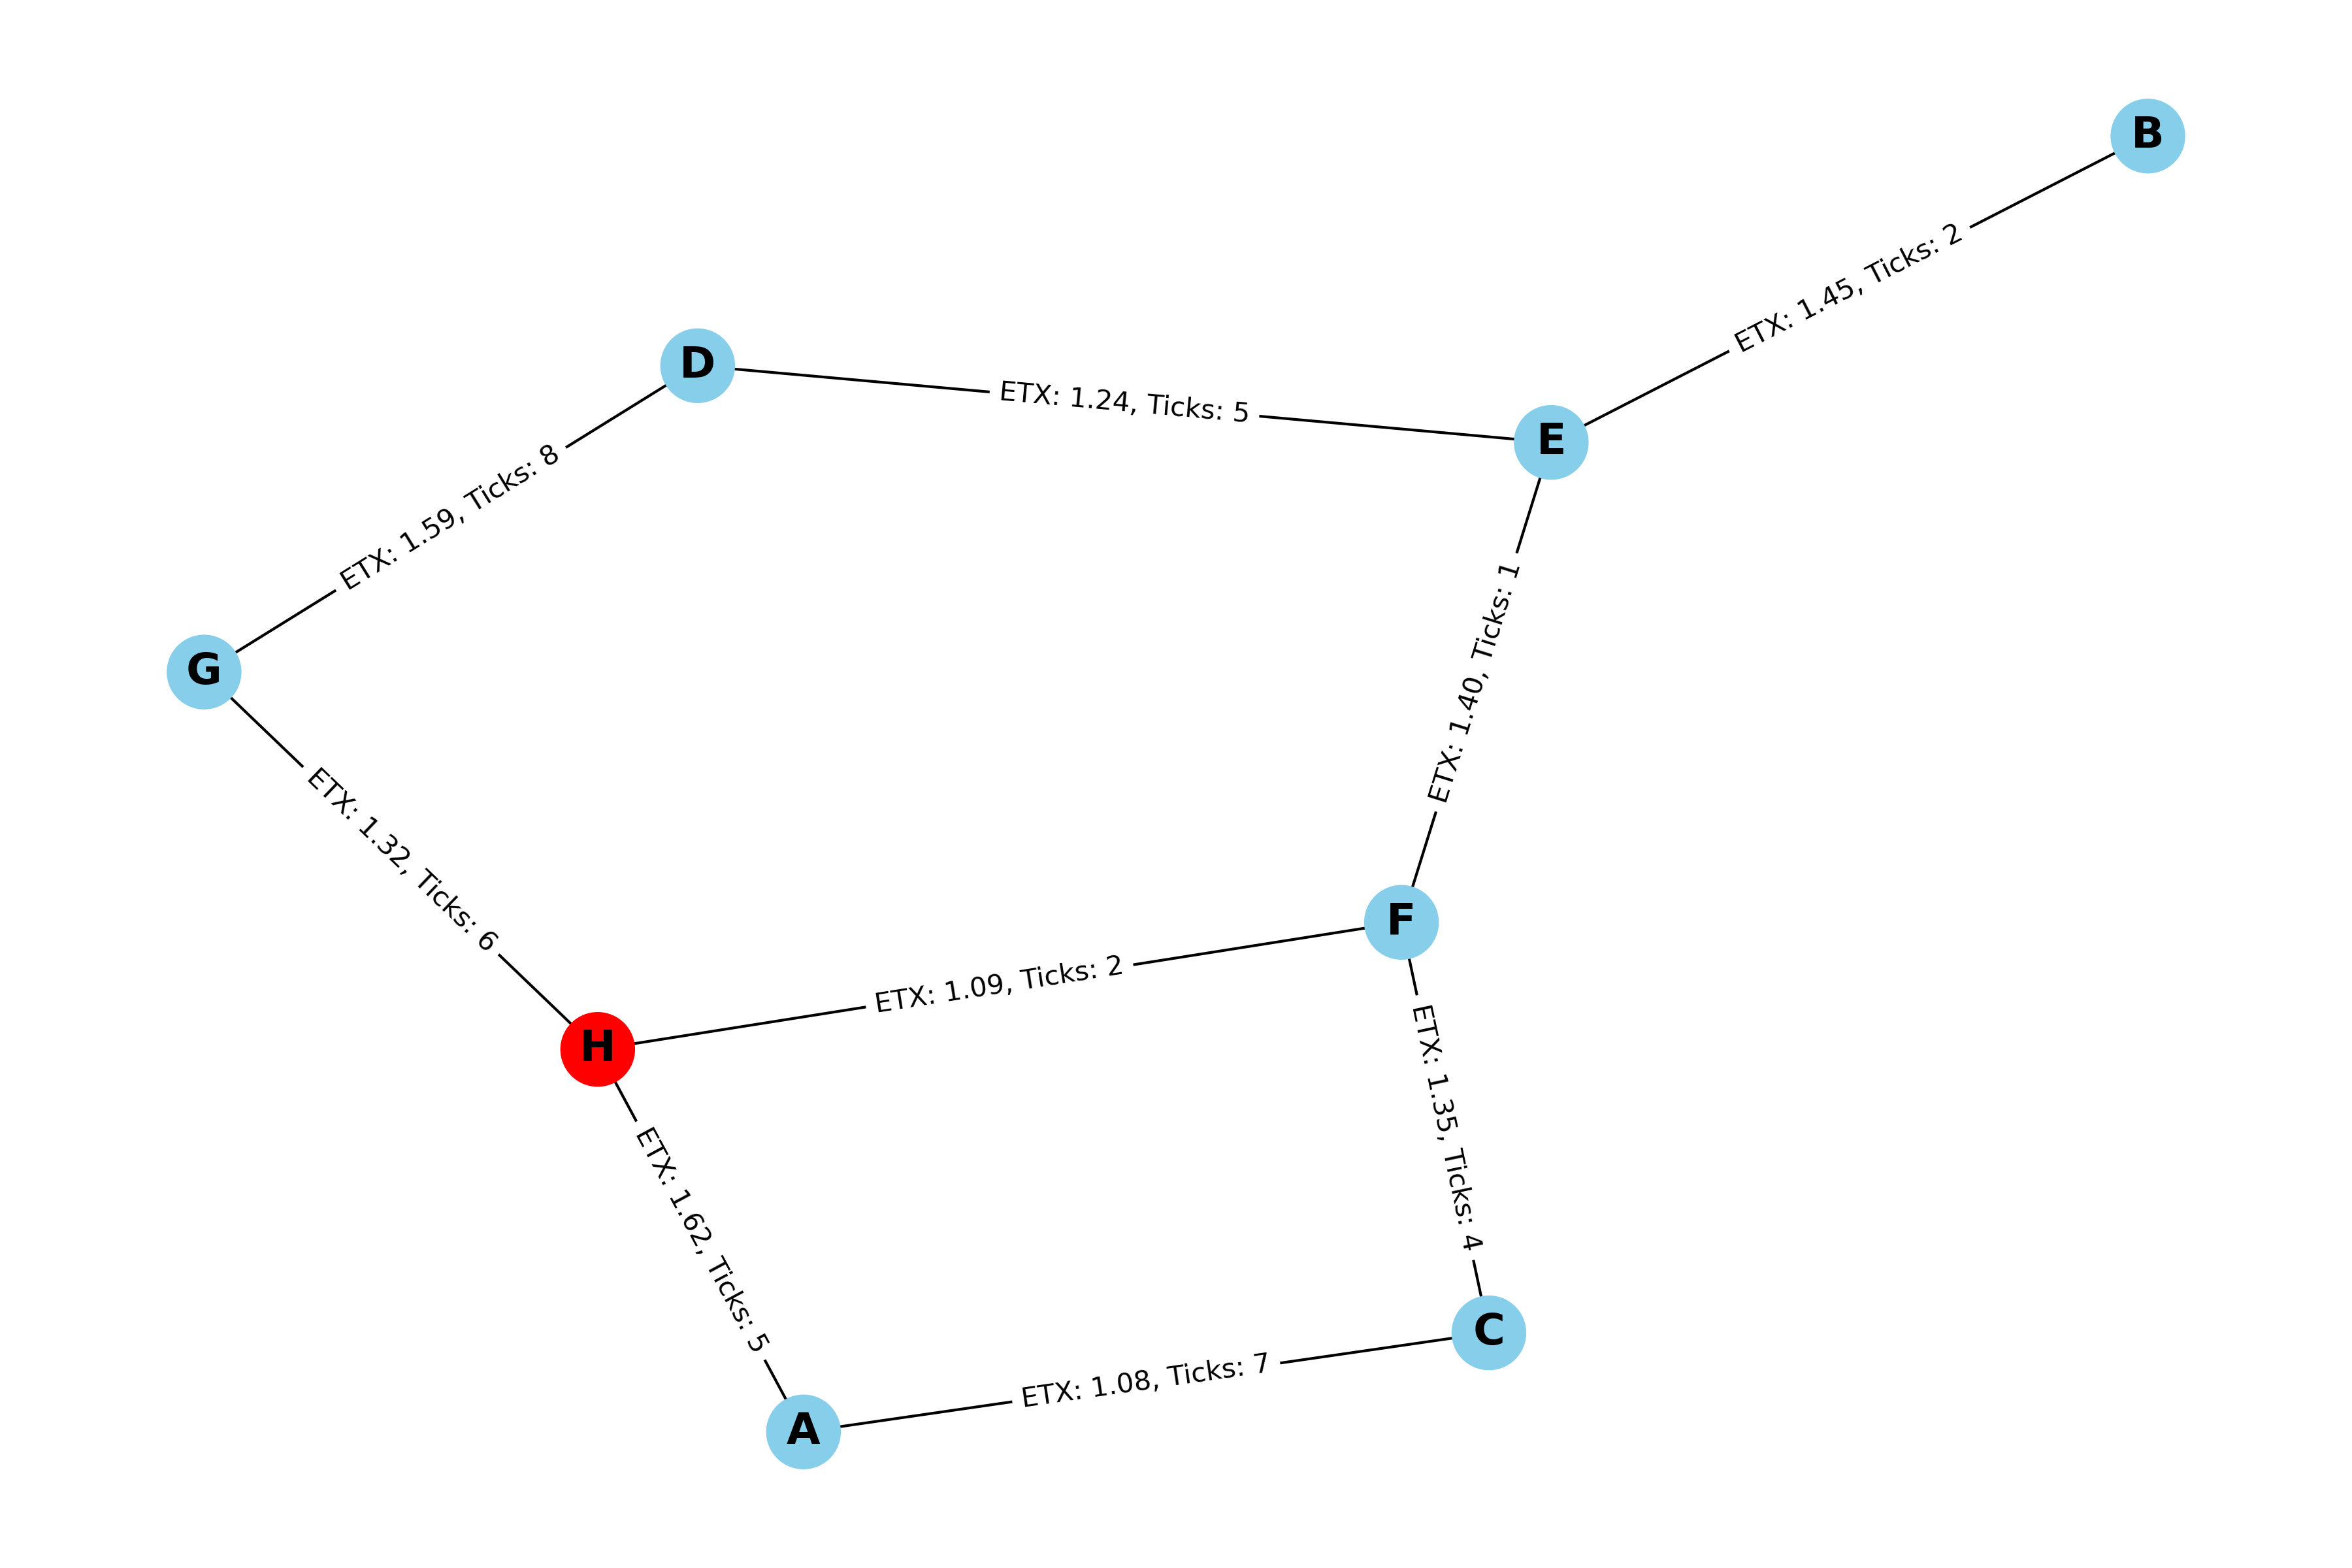 B
ETX: 1.45, Ticks: 2
D
ETX: 1.24, Ticks: 5
E
ETX: 1.59, Ticks: 8
ETX: 1.40, Ticks: 1
G
ETX: 1.32, Ticks: 6
F
ETX: 1.09, Ticks: 2
H
ETX: 1.35, Ticks: 4
ETX: 1.62, Ticks: 5
C
ETX: 1.08, Ticks: 7
A